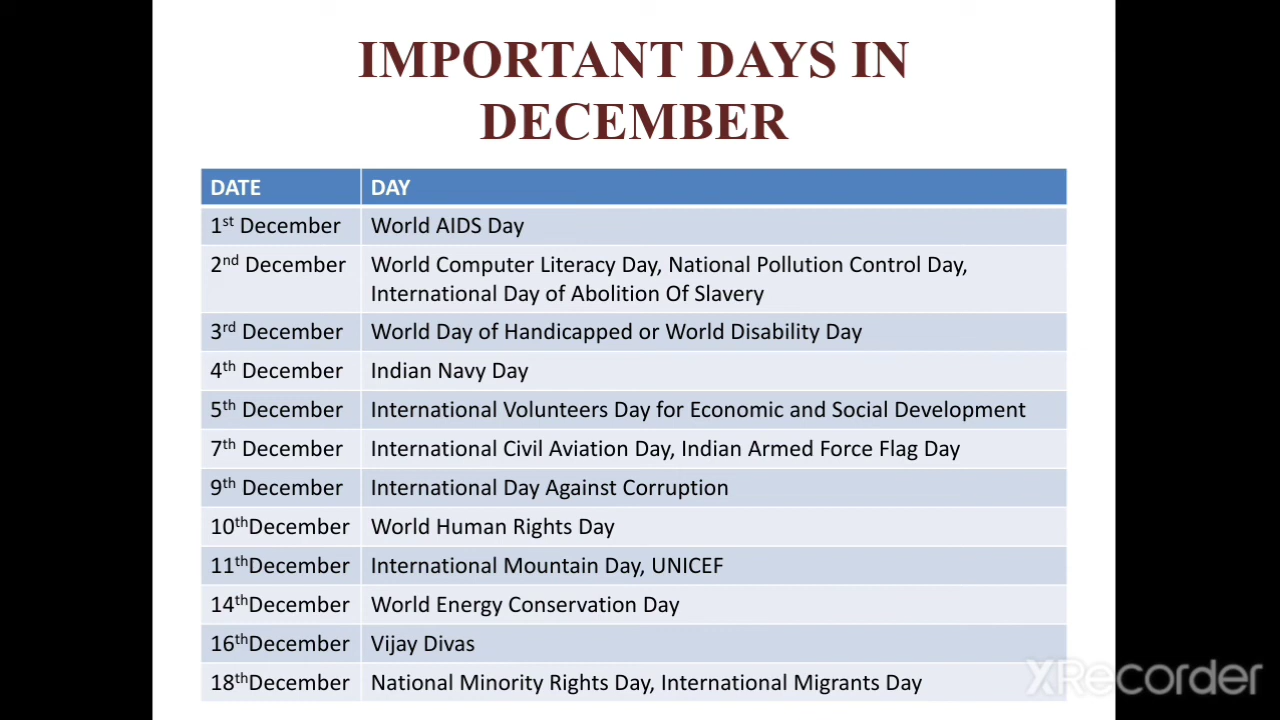 IMPORTANT DAYS IN
DECEMBER
DATE DAY
1st December World AIDS Day
2nd December World Computer Literacy Day, National Pollution Control Day,
International Day of Abolition Of Slavery
3rd December World Day of Handicapped or World Disability Day
4th December Indian Navy Day
5th December International Volunteers Day for Economic and Social Development
7th December International Civil Aviation Day, Indian Armed Force Flag Day
9th December International Day Against Corruption
10thDecember World Human Rights Day
11thDecember International Mountain Day, UNICEF
14thDecember World Energy Conservation Day
16thDecember Vijay Divas
18thDecember National Minority Rights Day, International Migrants Day
XRecorder